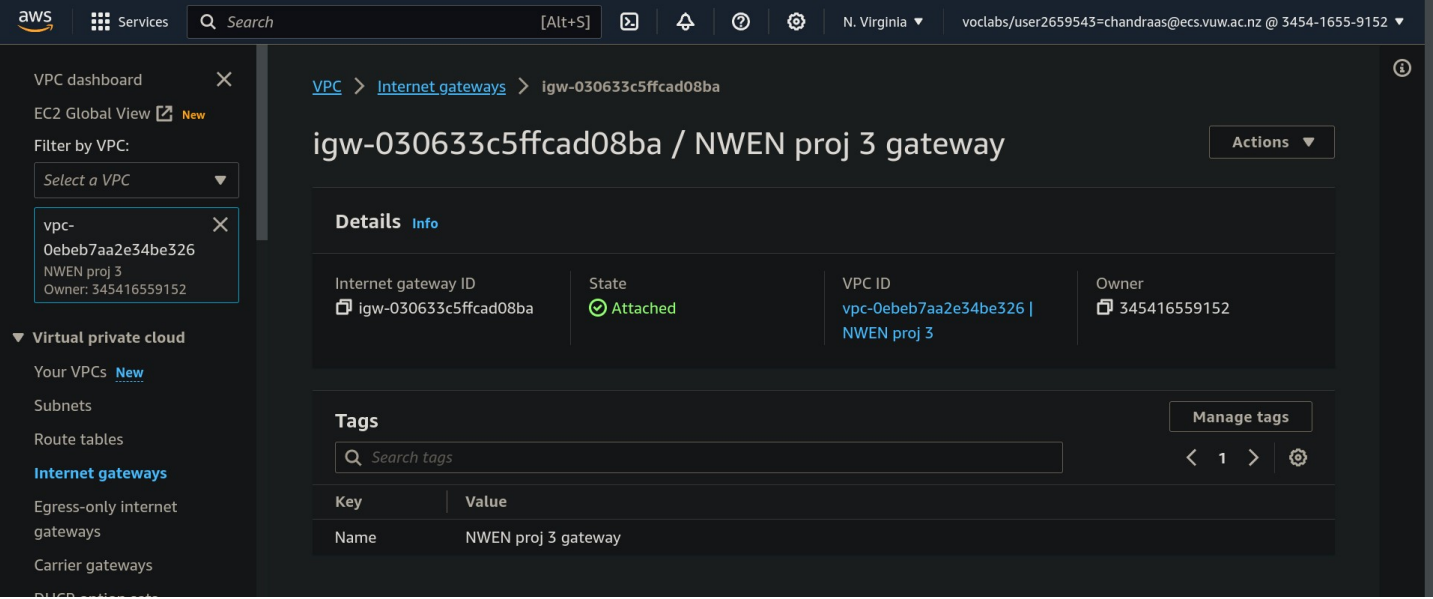 aws
Services
Search
[Alt+S]
N. Virginia
voclabs/user2659543=chandraas@ecs.vuw.ac.nz @ 3454-1655-9152
VPC dashboard
EC2 Global View New
Filter by VPC:
Select a VPC
vpc-
0ebeb7aa2e34be326
NWEN proj 3
Owner: 345416559152
Virtual private cloud
Your VPCs New
Subnets
Route tables
Internet gateways
Egress-only internet
gateways
Carrier gateways
DHCP option sets
VPC > Internet gateways > igw-030633c5ffcad08ba
igw-030633c5ffcad08ba / NWEN proj 3 gateway
Actions
Details Info
Internet gateway ID
igw-030633c5ffcad08ba
State
Attached
VPC ID
vpc-0ebeb7aa2e34be326 |
NWEN proj 3
Owner
345416559152
Tags
Manage tags
Search tags
1
Key Value
Name NWEN proj 3 gateway